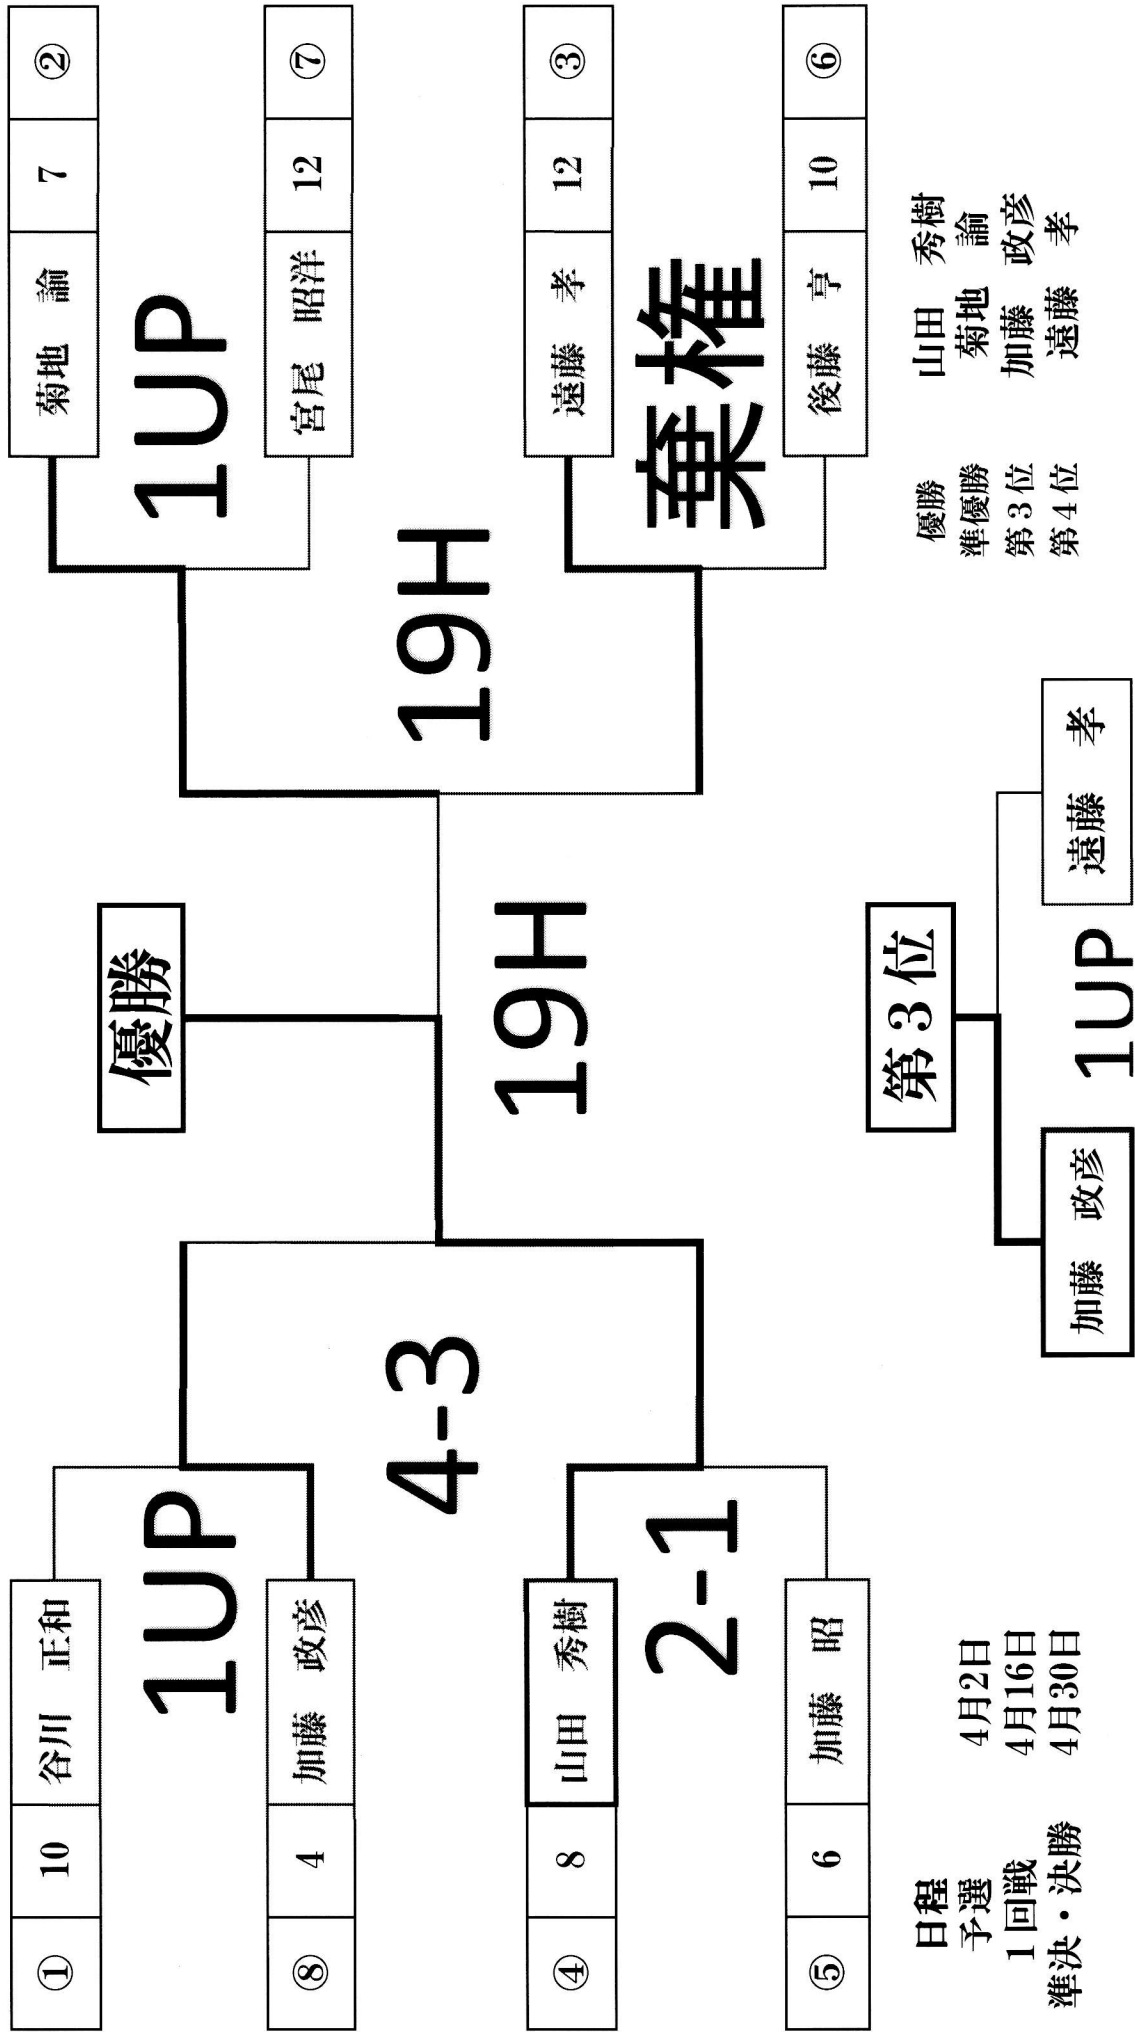 ① 10 谷川 正和
⑧ 4 加藤 政彦
④ 8 山田 秀樹
⑤ 6 加藤 昭
1UP
2-1
4-3
優勝
19H
19H
1UP
棄権
菊地 諭 7 ②
宮尾 昭洋 12 ⑦
遠藤 孝 12 ③
後藤 亨 10 ⑥
第3位
加藤 政彦
1UP
遠藤 孝
日程
予選 4月2日
1回戦 4月16日
準決・決勝 4月30日
優勝 山田 秀樹
準優勝 菊地 諭
第3位 加藤 政彦
第4位 遠藤 孝